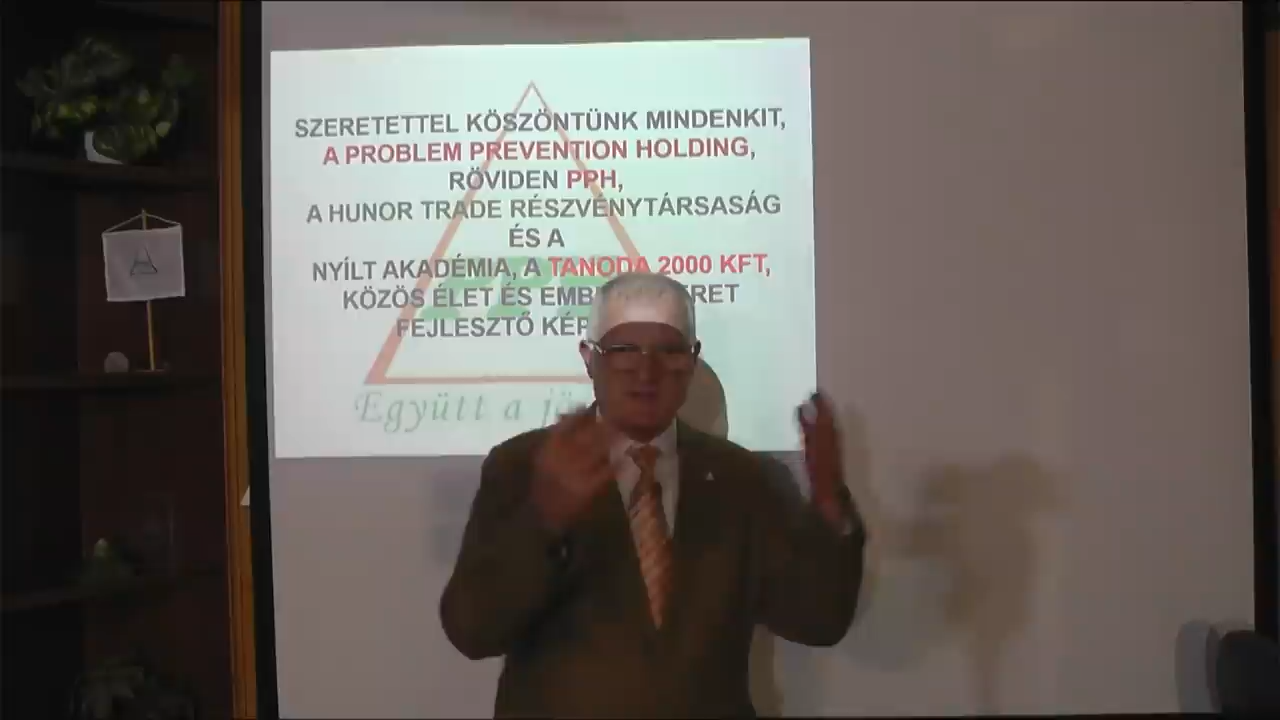 SZERETETTEL KÖSZÖNTÜNK MINDENKIT,
A PROBLEM PREVENTION HOLDING,
RÖVIDEN PPH,
A HUNOR TRADE RÉSZVÉNYTÁRSASÁG
ÉS A
NYÍLT AKADÉMIA, A TANODA 2000 KFT,
KÖZÖS ÉLET ÉS
FEJLESZTŐ
Együtt a